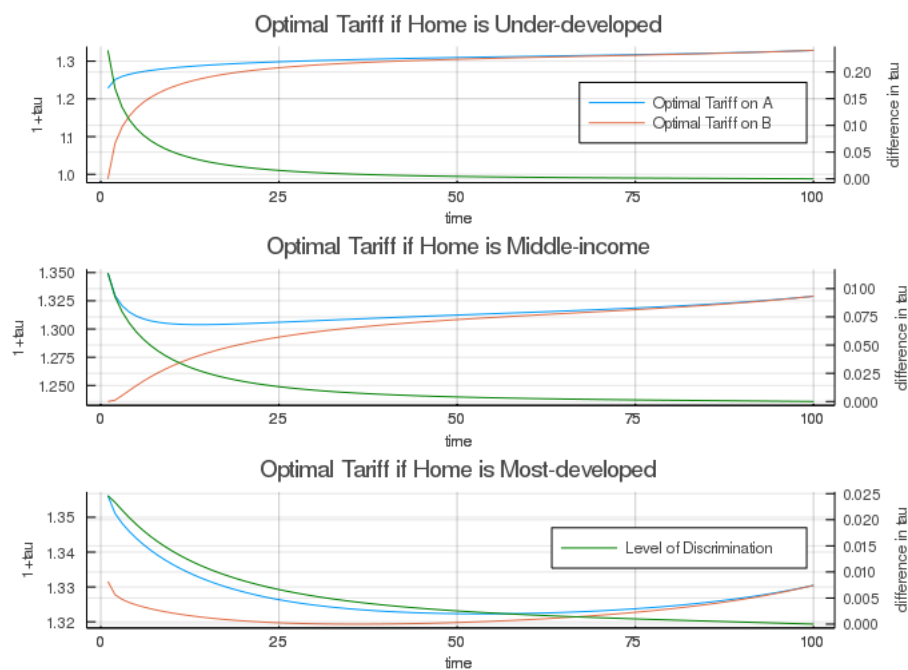 Optimal Tariff if Home is Under-developed
1.3
1.2
1.1
1.0
1+tau
0.20
0.15
0.10
0.05
0.00
difference in tau
Optimal Tariff on A
Optimal Tariff on B
0 25 50 75 100
time
Optimal Tariff if Home is Middle-income
1.350
1.325
1.300
1.275
1.250
1+tau
0.100
0.075
0.050
0.025
0.000
difference in tau
0 25 50 75 100
time
Optimal Tariff if Home is Most-developed
1.35
1.34
1.33
1.32
1+tau
0.025
0.020
0.015
0.010
0.005
0.000
difference in tau
Level of Discrimination
0 25 50 75 100
time